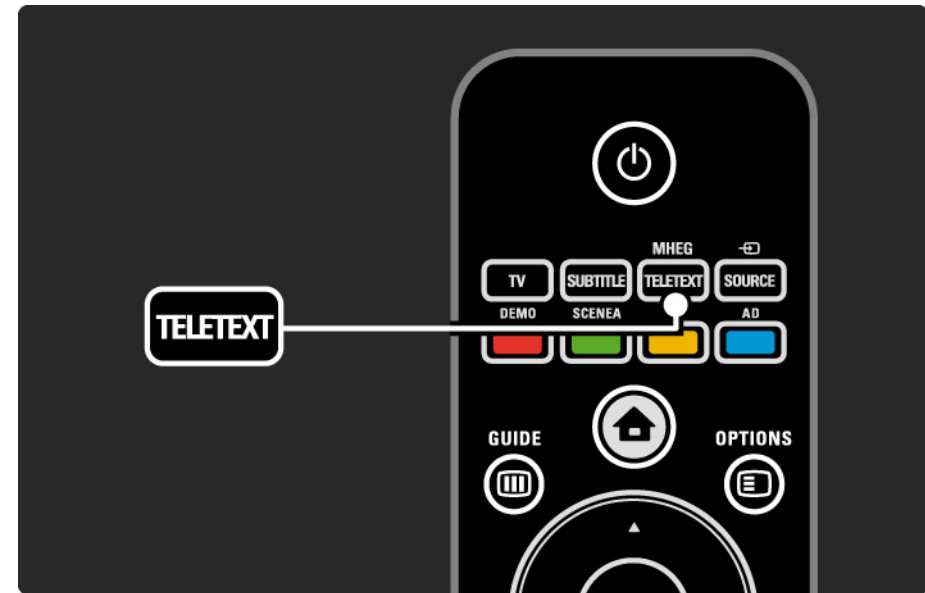 MHEG
TV SUBTITLE TELETEXT SOURCE
DEMO SCENEA AD
TELETEXT
GUIDE OPTIONS